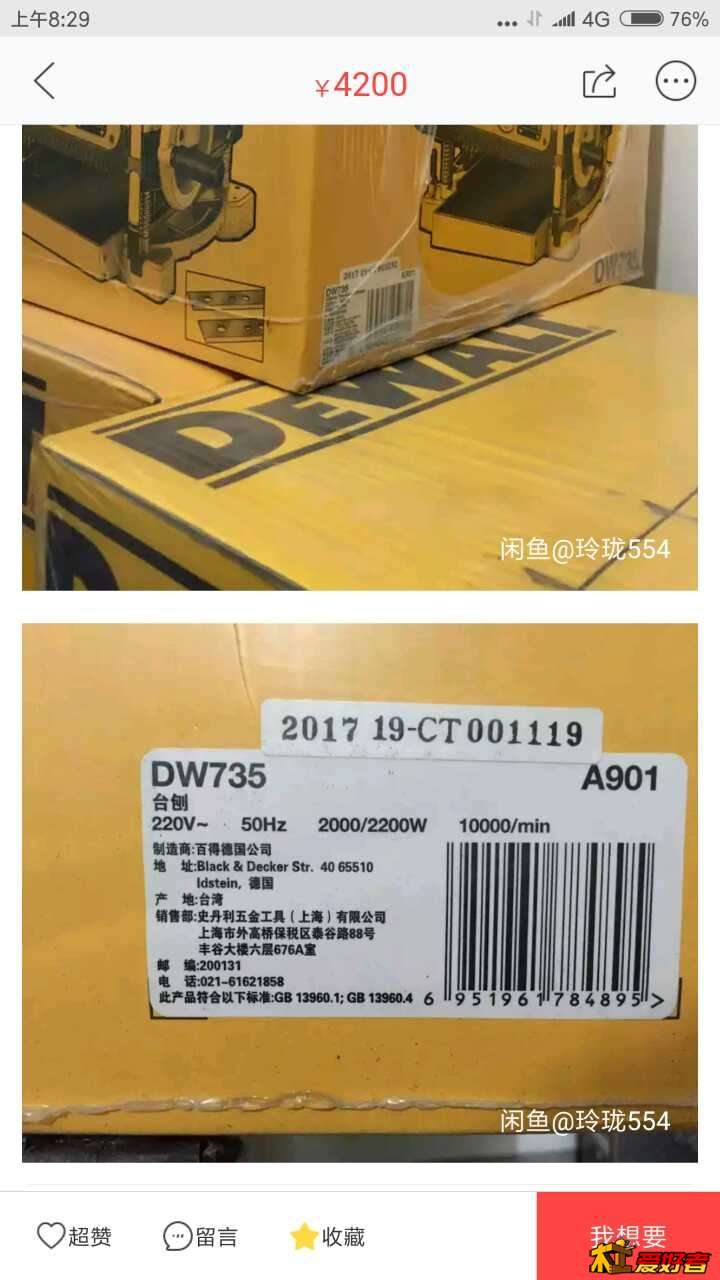 上午8:29
4G
76%
¥4200
DW735
A901
DW735
DEWALT
闲鱼@玲珑554
2017 19-CT001119
DW735
A901
台刨
220V~ 50Hz 2000/2200W 10000/min
制造商:百得德国公司
地 址:Black & Decker Str. 40 65510
Idstein, 德国
产 地:台湾
销售部:史丹利五金工具（上海）有限公司
上海市外高桥保税区泰谷路88号
丰谷大楼六层676A室
邮 编:200131
电 话:021-61621858
此产品符合以下标准:GB 13960.1; GB 13960.4
6 951961 784895 >
闲鱼@玲珑554
超赞
留言
收藏
我想要
爱好者